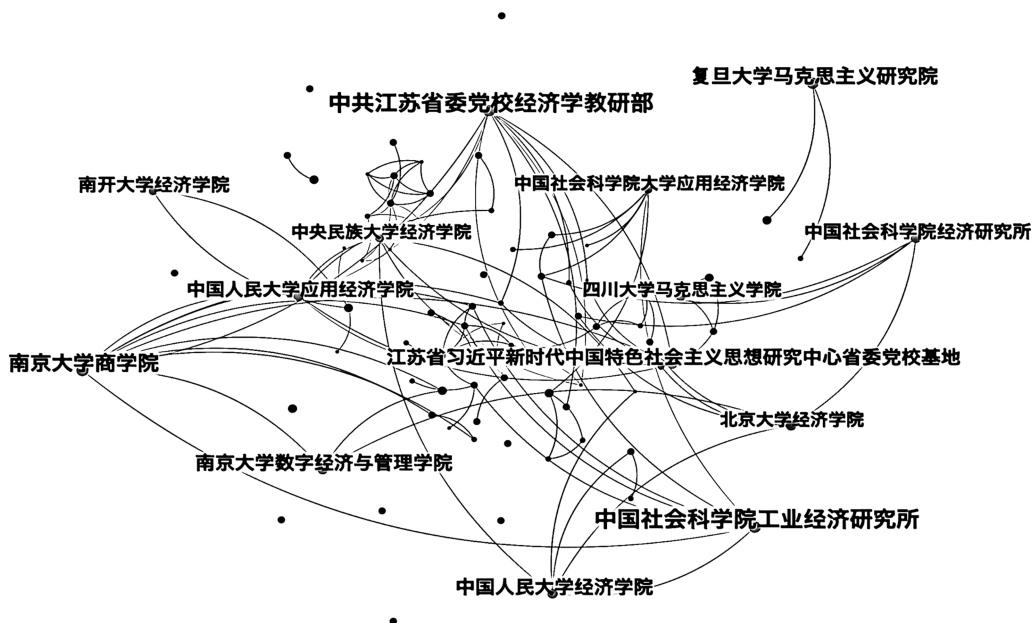 复旦大学马克思主义研究院
中共江苏省委党校经济学教研部
南开大学经济学院
中国社会科学院大学应用经济学院
中央民族大学经济学院
中国社会科学院经济研究所
中国人民大学应用经济学院
四川大学马克思主义学院
南京大学商学院
江苏省习近平新时代中国特色社会主义思想研究中心省委党校基地
北京大学经济学院
南京大学数字经济与管理学院
中国社会科学院工业经济研究所
中国人民大学经济学院